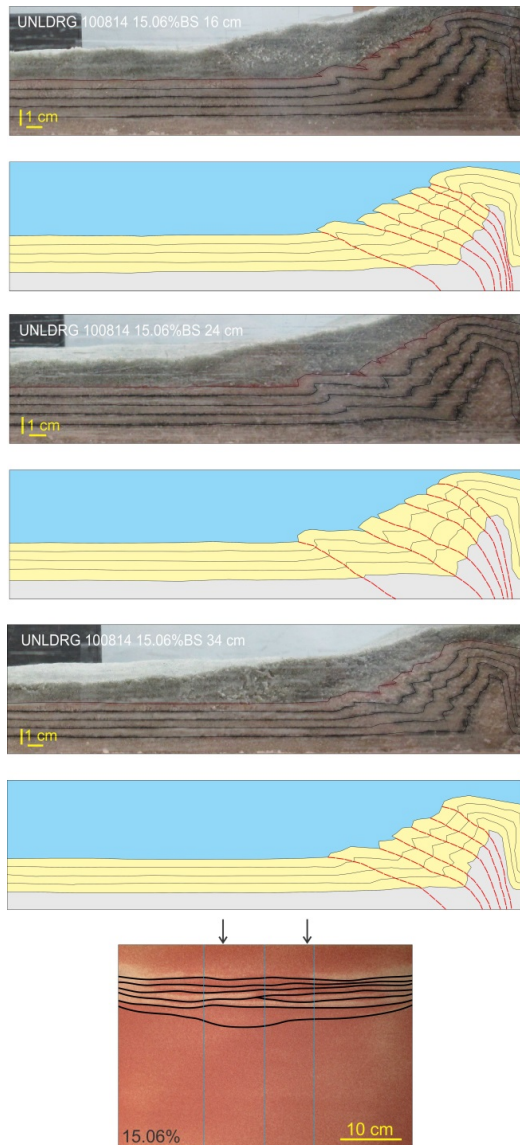 UNLDRG 100814 15.06%BS 16 cm
1 cm
UNLDRG 100814 15.06%BS 24 cm
1 cm
UNLDRG 100814 15.06%BS 34 cm
1 cm
15.06%
10 cm